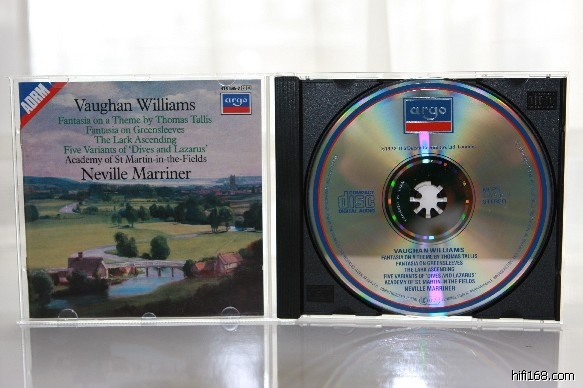 ADRM
argo
Vaughan Williams
Fantasia on a Theme by Thomas Tallis
Fantasia on Greensleeves
The Lark Ascending
Five Variants of 'Dives and Lazarus'
Academy of St Martin-in-the-Fields
Neville Marriner
argo
COMPACT
disc
DIGITAL AUDIO
STEREO
VAUGHAN WILLIAMS
FANTASIA ON A THEME BY THOMAS TALLIS
FANTASIA ON GREENSLEEVES
THE LARK ASCENDING
FIVE VARIANTS OF 'DIVES AND LAZARUS'
ACADEMY OF ST. MARTIN-IN-THE-FIELDS
NEVILLE MARRINER
hifi168.com